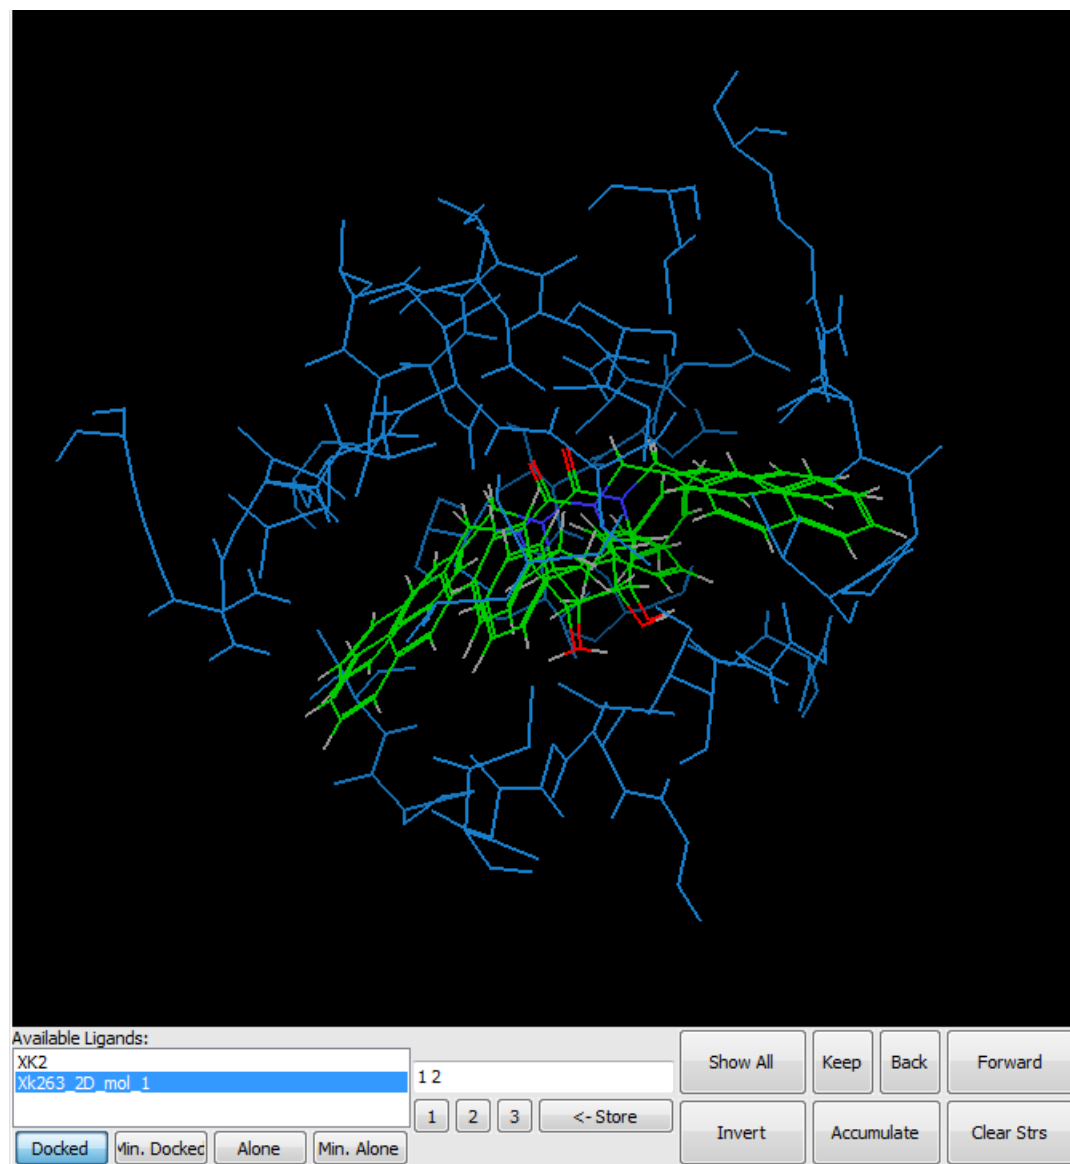 Available Ligands:
XK2
Xk263_2D_mol_1
1 2
1 2 3 <- Store
Docked Min. Docked Alone Min. Alone
Show All Keep Back Forward
Invert Accumulate Clear Strs